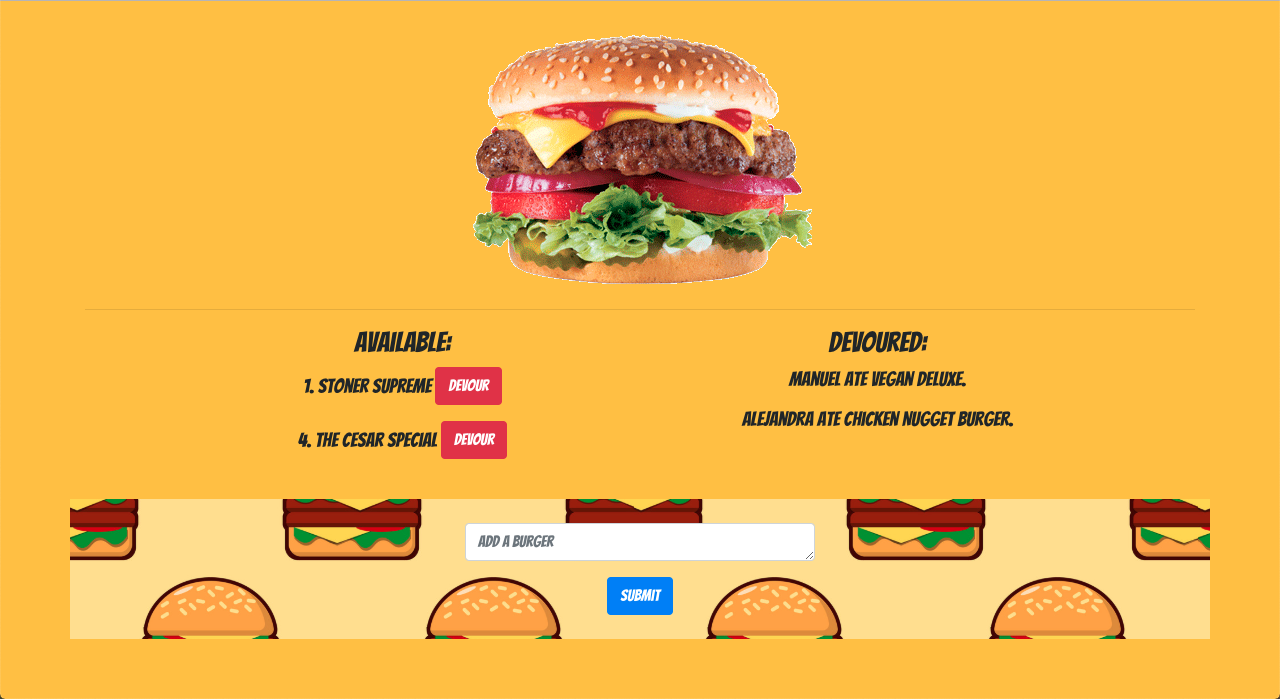 AVAILABLE:
1. STONER SUPREME DEVOUR
4. THE CESAR SPECIAL DEVOUR
DEVOURED:
MANUEL ATE VEGAN DELUXE.
ALEJANDRA ATE CHICKEN NUGGET BURGER.
ADD A BURGER
SUBMIT